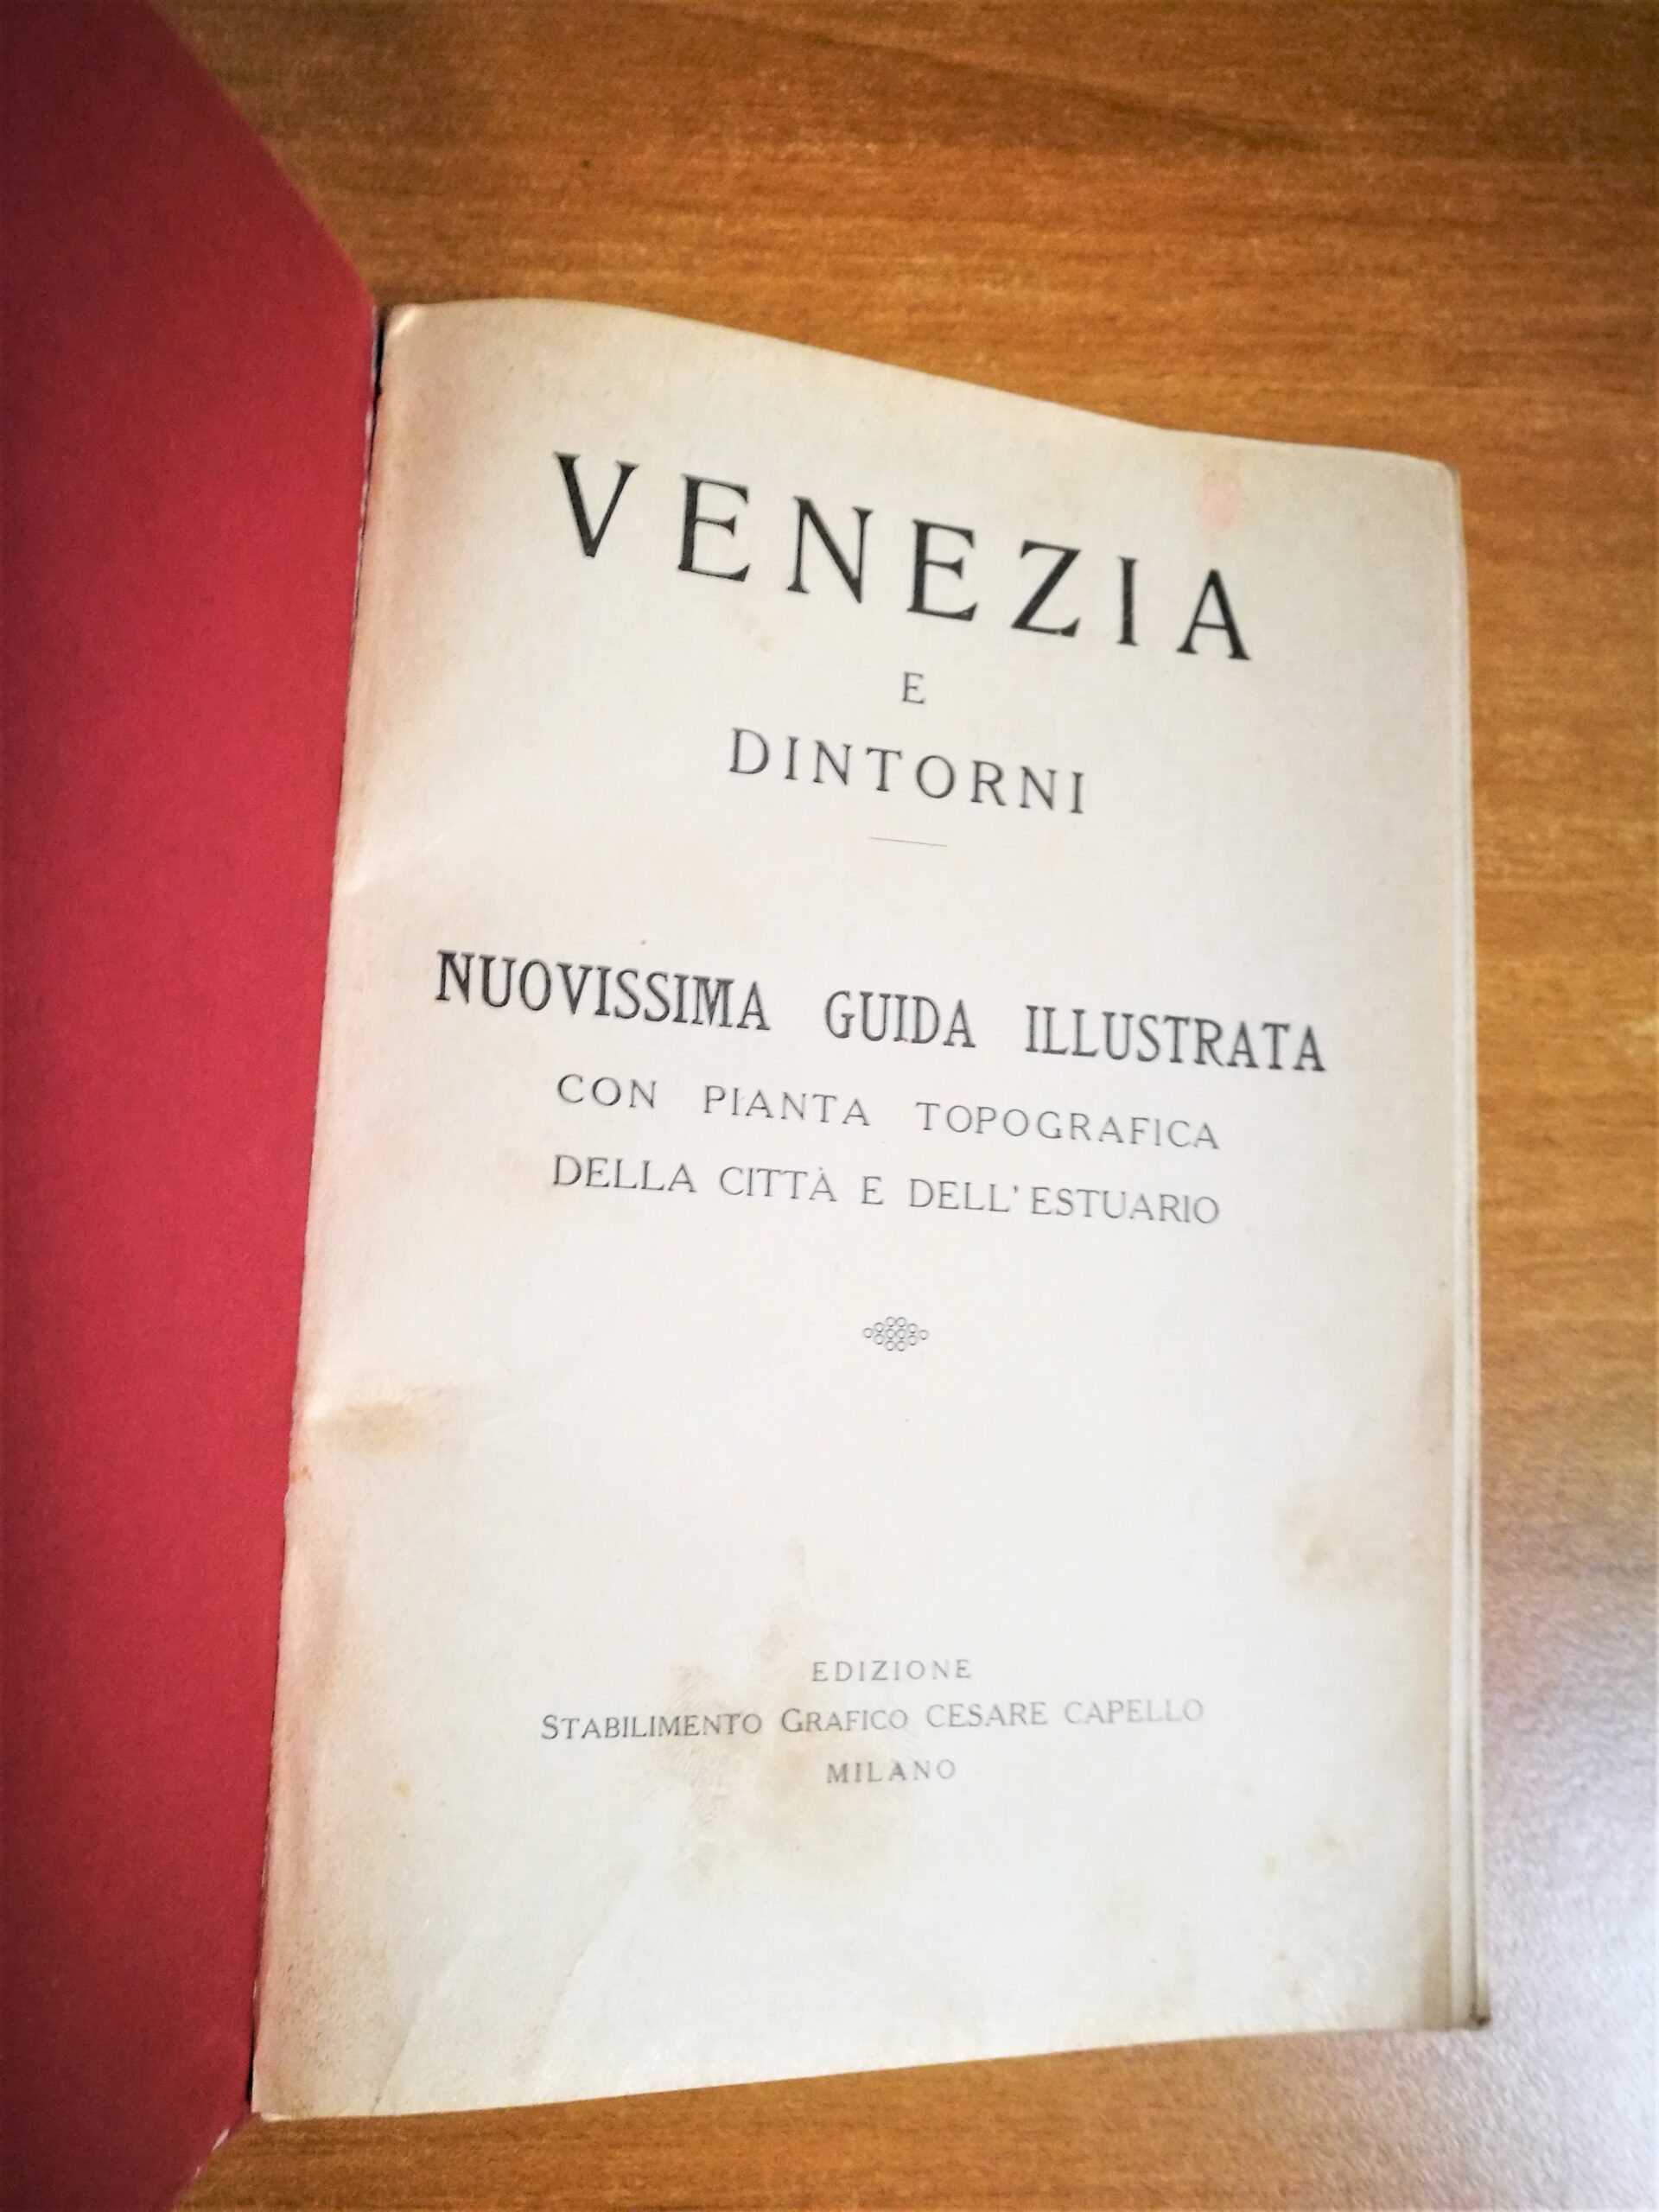 VENEZIA
E
DINTORNI
NUOVISSIMA GUIDA ILLUSTRATA
CON PIANTA TOPOGRAFICA
DELLA CITTÀ E DELL' ESTUARIO
EDIZIONE
STABILIMENTO GRAFICO CESARE CAPELLO
MILANO